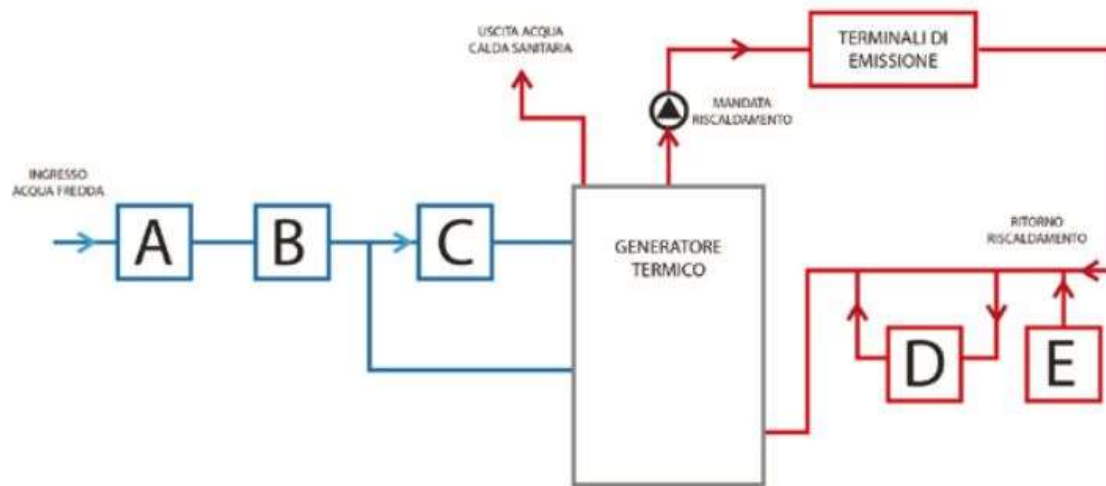 USCITA ACQUA
CALDA SANITARIA
TERMINALI DI
EMISSIONE
MANDATA
RISCALDAMENTO
INGRESSO
ACQUA FREDDA
A
B
C
GENERATORE
TERMICO
RITORNO
RISCALDAMENTO
D
E